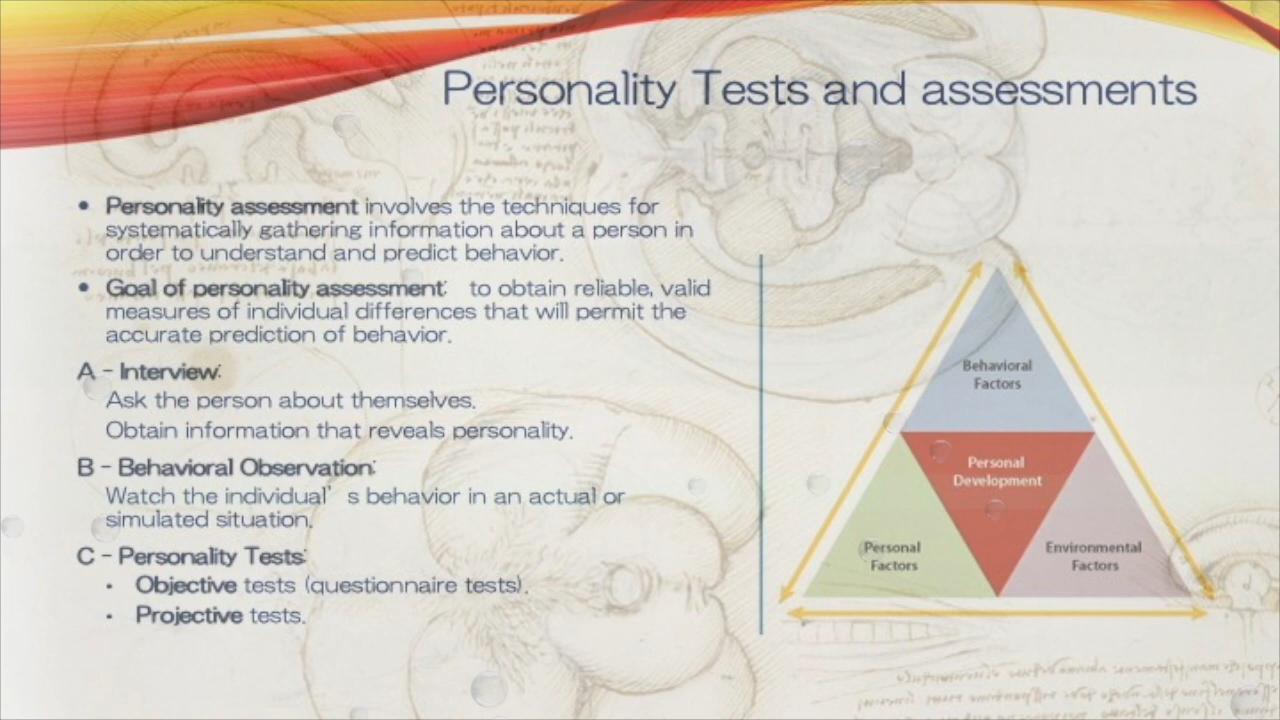 Personality Tests and assessments
• Personality assessment involves the techniques for
systematically gathering information about a person in
order to understand and predict behavior.
• Goal of personality assessment: to obtain reliable, valid
measures of individual differences that will permit the
accurate prediction of behavior.
A - Interview:
Ask the person about themselves.
Obtain information that reveals personality.
B - Behavioral Observation:
Watch the individual’s behavior in an actual or
simulated situation.
C - Personality Tests:
• Objective tests (questionnaire tests).
• Projective tests.
Behavioral
Factors
Personal
Development
Personal
Factors
Environmental
Factors